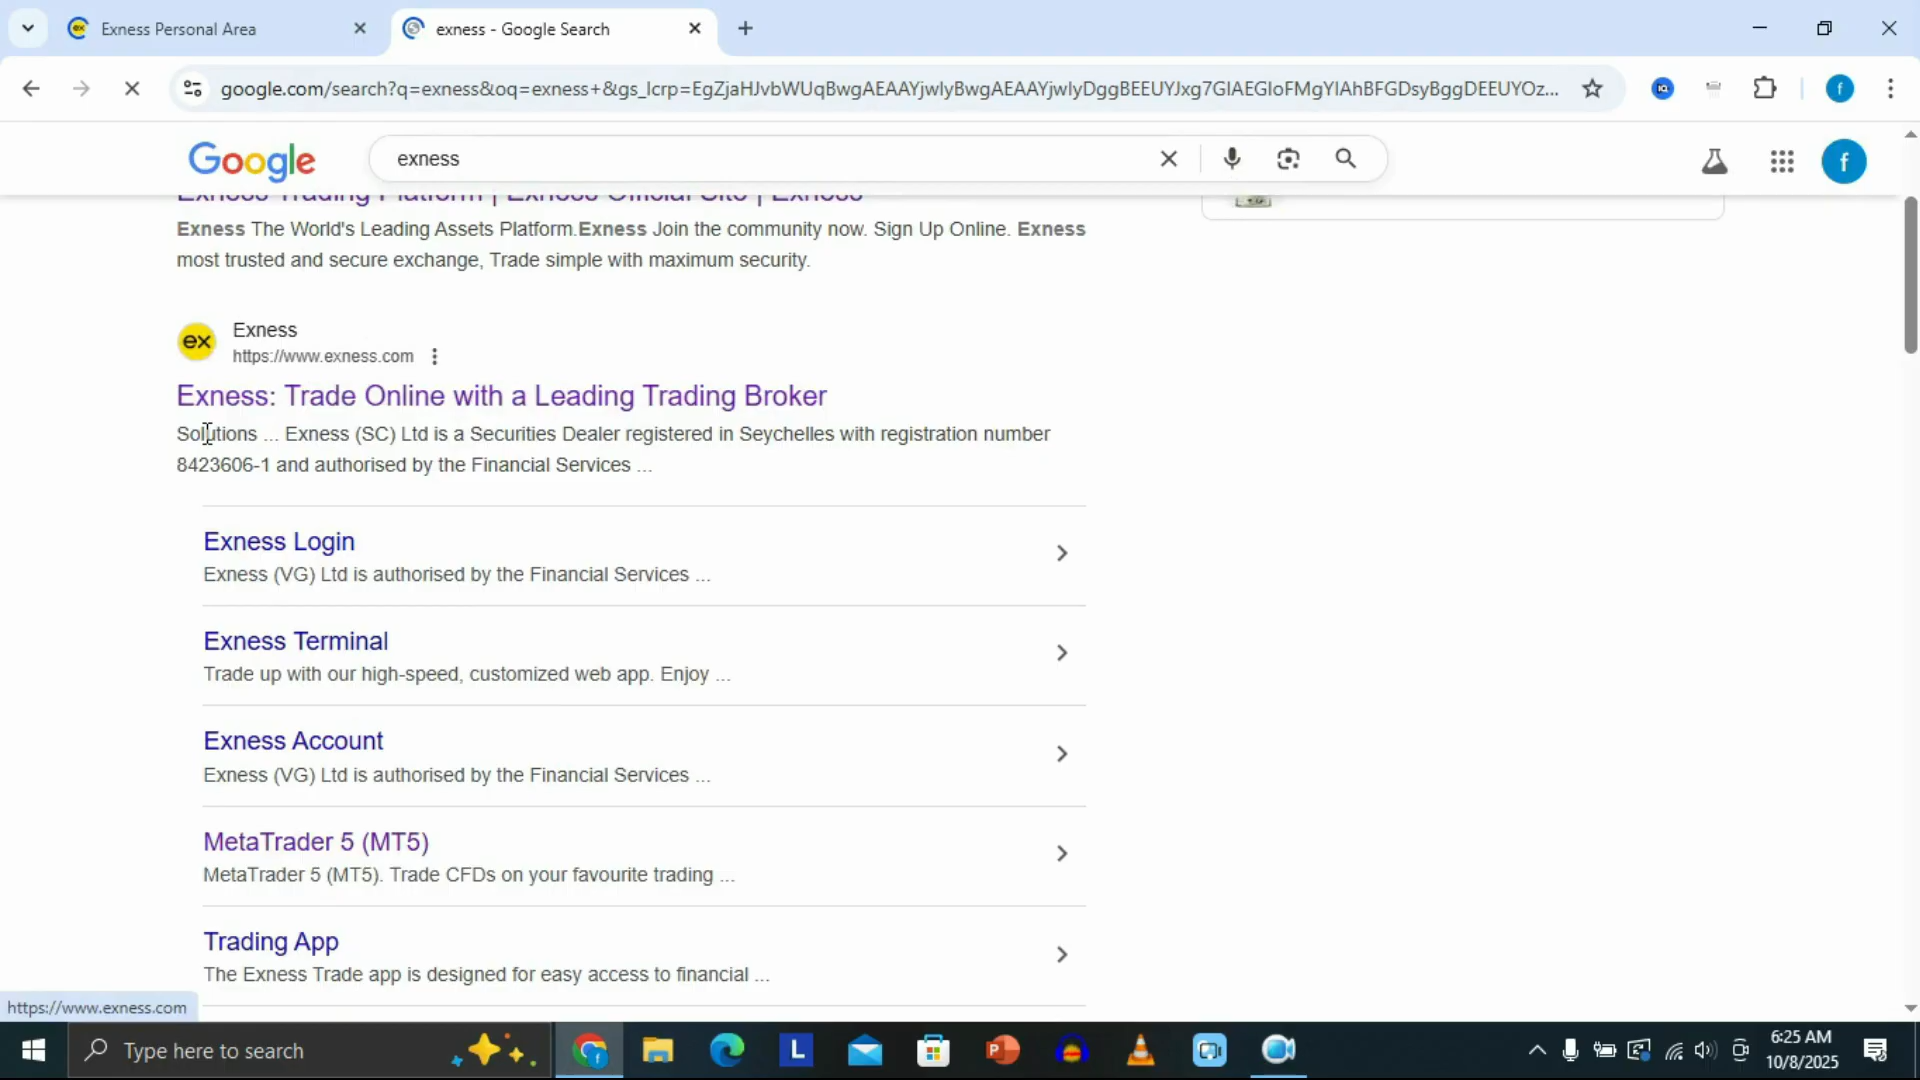 Exness Personal Area
exness - Google Search
google.com/search?q=exness&oq=exness+&gs_lcrp=EgZjaHJvbWUqBwgAEAAYjwIyBwgAEAAYjwIyDggBEEUYJxg7GIAEGIoFMgYIAhBFGDsyBggDEEUYOz...
Google
exness
f
Exness Trading Platform | Exness Official Site | Exness
Exness The World's Leading Assets Platform.Exness Join the community now. Sign Up Online. Exness
most trusted and secure exchange, Trade simple with maximum security.
ex
Exness
https://www.exness.com
Exness: Trade Online with a Leading Trading Broker
Solutions ... Exness (SC) Ltd is a Securities Dealer registered in Seychelles with registration number
8423606-1 and authorised by the Financial Services ...
Exness Login
Exness (VG) Ltd is authorised by the Financial Services ...
Exness Terminal
Trade up with our high-speed, customized web app. Enjoy ...
Exness Account
Exness (VG) Ltd is authorised by the Financial Services ...
MetaTrader 5 (MT5)
MetaTrader 5 (MT5). Trade CFDs on your favourite trading ...
Trading App
The Exness Trade app is designed for easy access to financial ...
https://www.exness.com
Type here to search
6:25 AM
10/8/2025